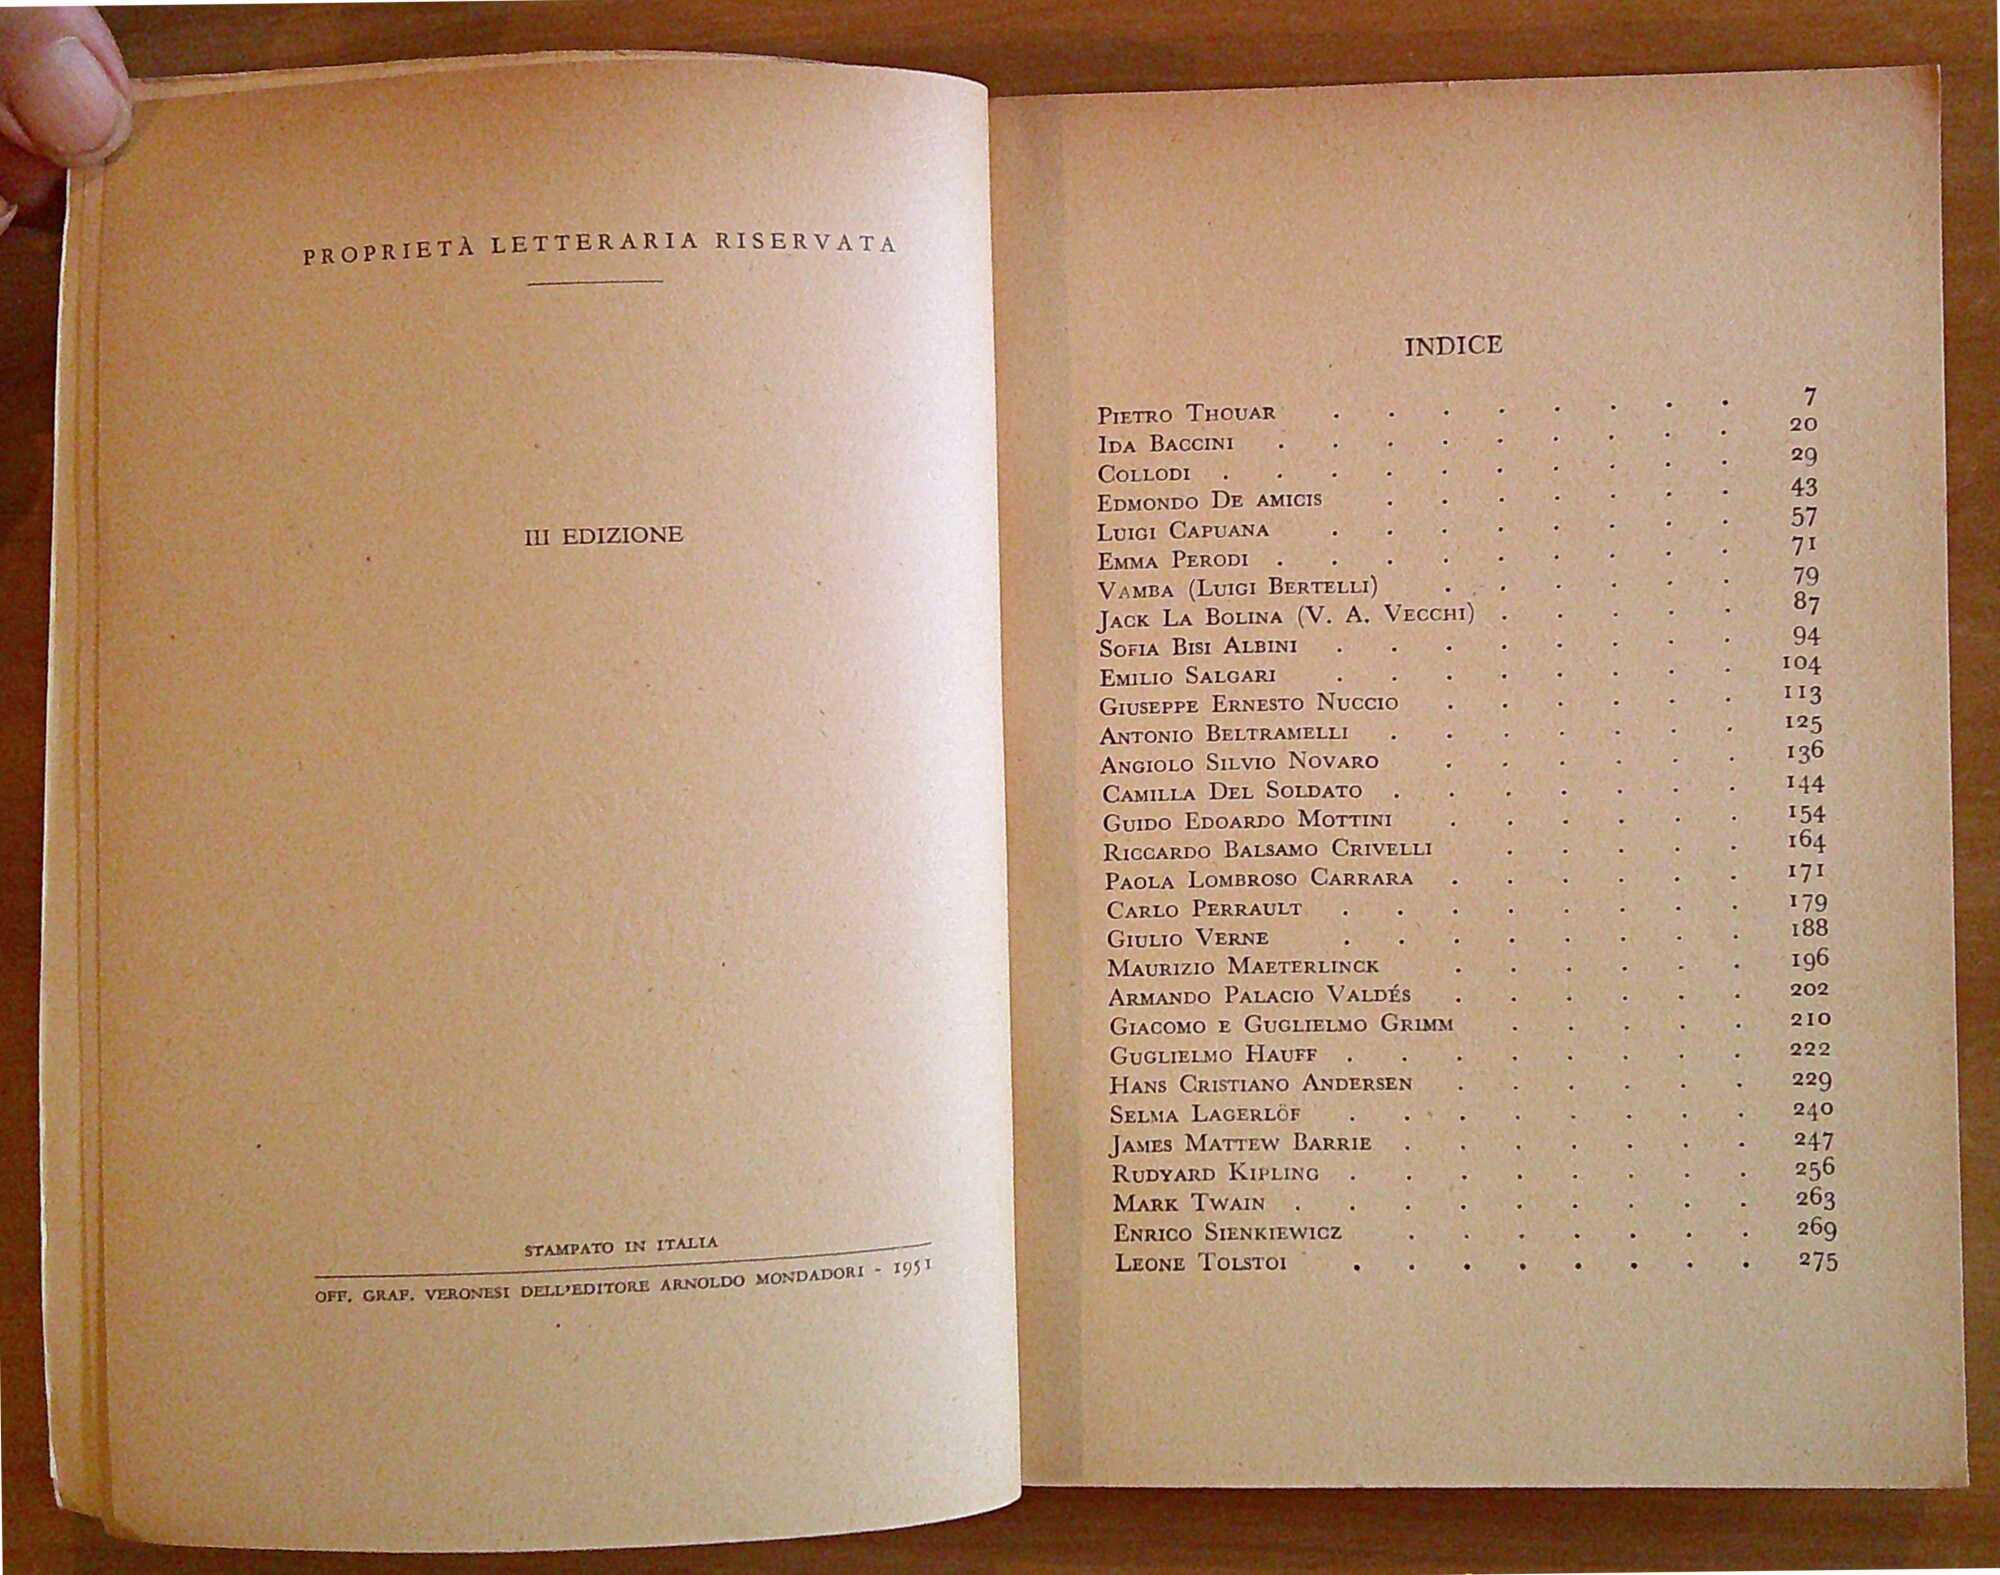 PROPRIETÀ LETTERARIA RISERVATA
III EDIZIONE
STAMPATO IN ITALIA
OFF. GRAF. VERONESI DELL'EDITORE ARNOLDO MONDADORI - 1951
INDICE
PIETRO THOUAR . . . . . . . . 7
IDA BACCINI . . . . . . . . . 20
COLLODI . . . . . . . . . . 29
EDMONDO DE AMICIS . . . . . . . 43
LUIGI CAPUANA . . . . . . . . 57
EMMA PERODI . . . . . . . . . 71
VAMBA (LUIGI BERTELLI) . . . . . . 79
JACK LA BOLINA (V. A. VECCHI) . . . . . 87
SOFIA BISI ALBINI . . . . . . . . 94
EMILIO SALGARI . . . . . . . . 104
GIUSEPPE ERNESTO NUCCIO . . . . . . 113
ANTONIO BELTRAMELLI . . . . . . . 125
ANGIOLO SILVIO NOVARO . . . . . . 136
CAMILLA DEL SOLDATO . . . . . . . 144
GUIDO EDOARDO MOTTINI . . . . . . 154
RICCARDO BALSAMO CRIVELLI . . . . . 164
PAOLA LOMBROSO CARRARA . . . . . . 171
CARLO PERRAULT . . . . . . . . 179
GIULIO VERNE . . . . . . . . 188
MAURIZIO MAETERLINCK . . . . . . 196
ARMANDO PALACIO VALDÉS . . . . . . 202
GIACOMO E GUGLIELMO GRIMM . . . . . 210
GUGLIELMO HAUFF . . . . . . . . 222
HANS CRISTIANO ANDERSEN . . . . . . 229
SELMA LAGERLÖF . . . . . . . . 240
JAMES MATTEW BARRIE . . . . . . . 247
RUDYARD KIPLING . . . . . . . . 256
MARK TWAIN . . . . . . . . . 263
ENRICO SIENKIEWICZ . . . . . . . 269
LEONE TOLSTOI . . . . . . . . 275